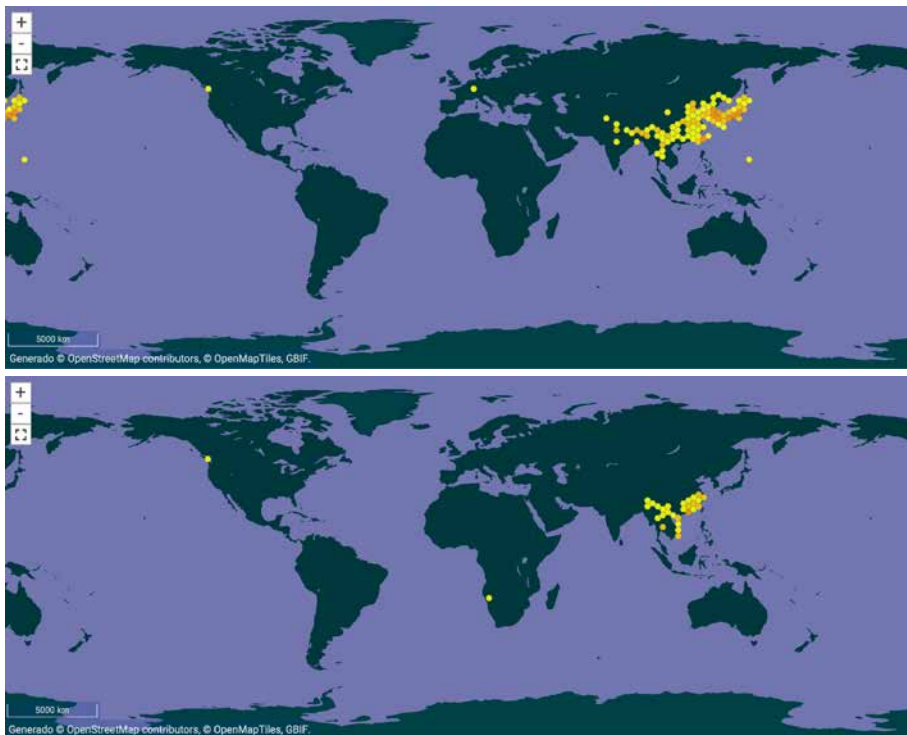 +
-
5000 km
Generado © OpenStreetMap contributors, © OpenMapTiles, GBIF.
+
-
5000 km
Generado © OpenStreetMap contributors, © OpenMapTiles, GBIF.